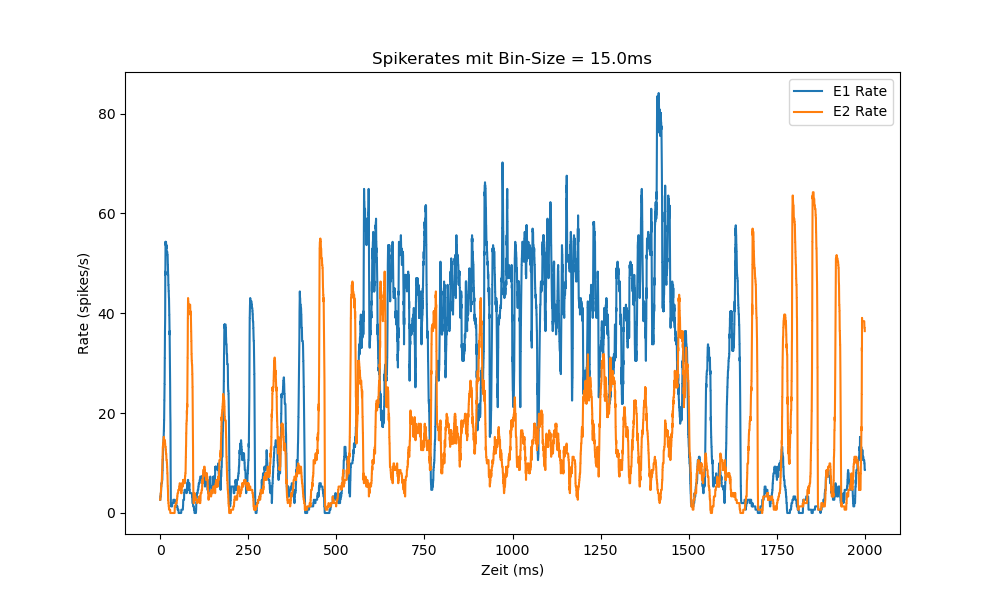 Spikerates mit Bin-Size = 15.0ms
E1 Rate
E2 Rate
Rate (spikes/s)
80
60
40
20
0
0 250 500 750 1000 1250 1500 1750 2000
Zeit (ms)